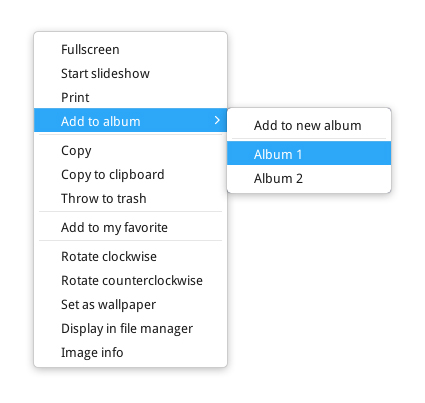 Fullscreen
Start slideshow
Print
Add to album
Copy
Copy to clipboard
Throw to trash
Add to my favorite
Rotate clockwise
Rotate counterclockwise
Set as wallpaper
Display in file manager
Image info
Add to new album
Album 1
Album 2